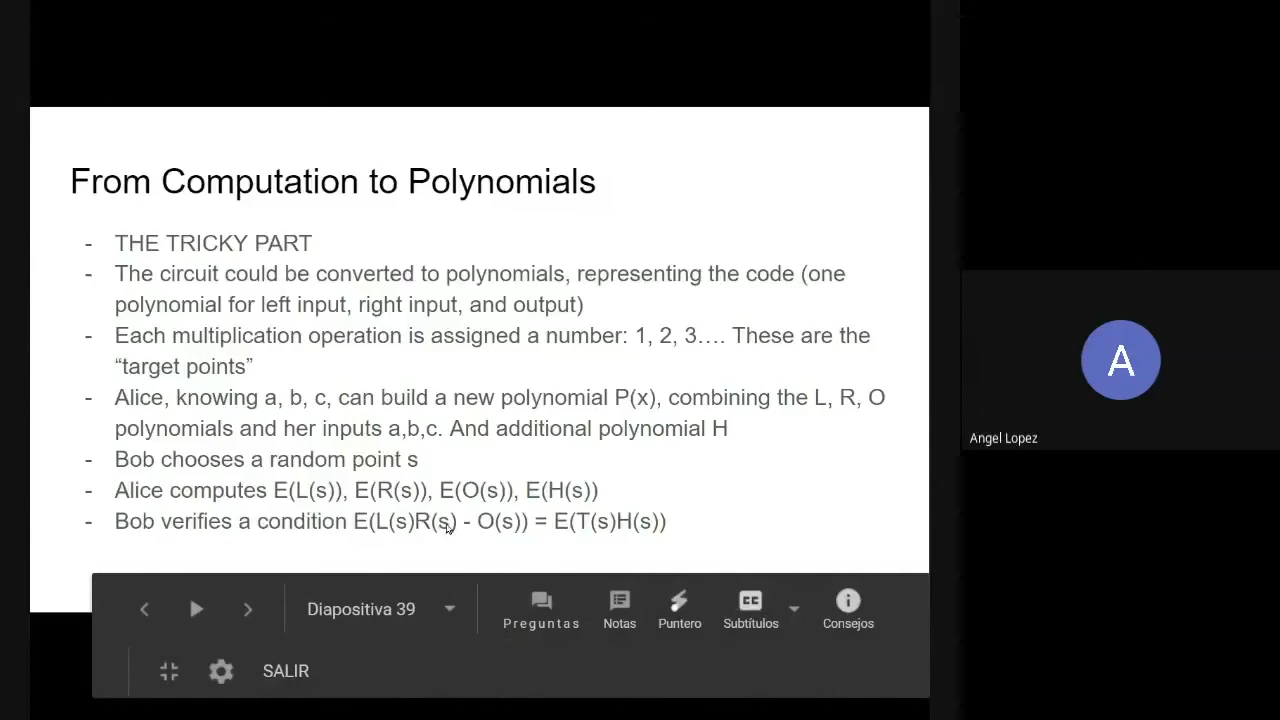 From Computation to Polynomials
- THE TRICKY PART
- The circuit could be converted to polynomials, representing the code (one
polynomial for left input, right input, and output)
- Each multiplication operation is assigned a number: 1, 2, 3…. These are the
“target points”
- Alice, knowing a, b, c, can build a new polynomial P(x), combining the L, R, O
polynomials and her inputs a,b,c. And additional polynomial H
- Bob chooses a random point s
- Alice computes E(L(s)), E(R(s)), E(O(s)), E(H(s))
- Bob verifies a condition E(L(s)R(s) - O(s)) = E(T(s)H(s))
A
Angel Lopez
Diapositiva 39
Preguntas
Notas
Puntero
CC
Subtítulos
Consejos
SALIR